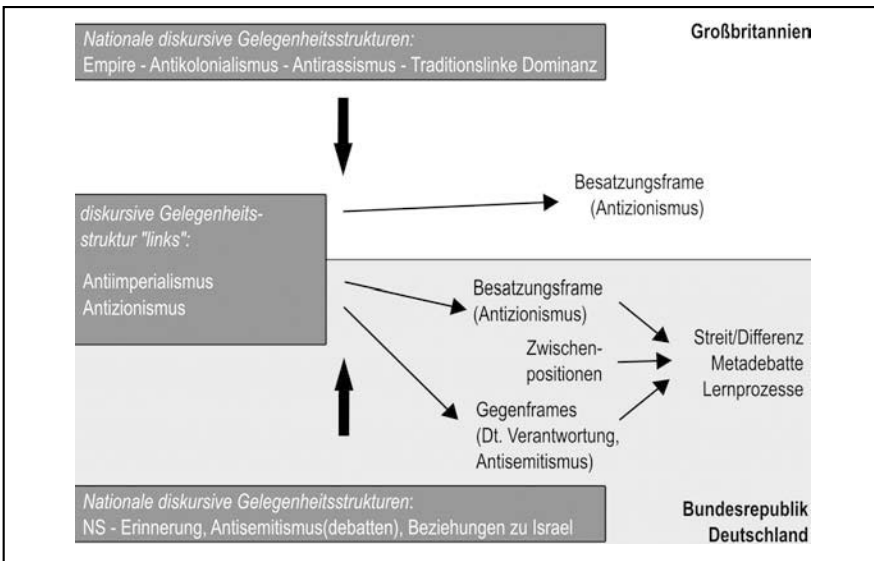 Nationale diskursive Gelegenheitsstrukturen:
Empire - Antikolonialismus - Antirassismus - Traditionslinke Dominanz
Großbritannien
Besatzungsframe
(Antizionismus)
diskursive Gelegenheits-
struktur "links":
Antiimperialismus
Antizionismus
Besatzungsframe
(Antizionismus)
Zwischen-
positionen
Gegenframes
(Dt. Verantwortung,
Antisemitismus)
Streit/Differenz
Metadebatte
Lernprozesse
Nationale diskursive Gelegenheitsstrukturen:
NS - Erinnerung, Antisemitismus(debatten), Beziehungen zu Israel
Bundesrepublik
Deutschland